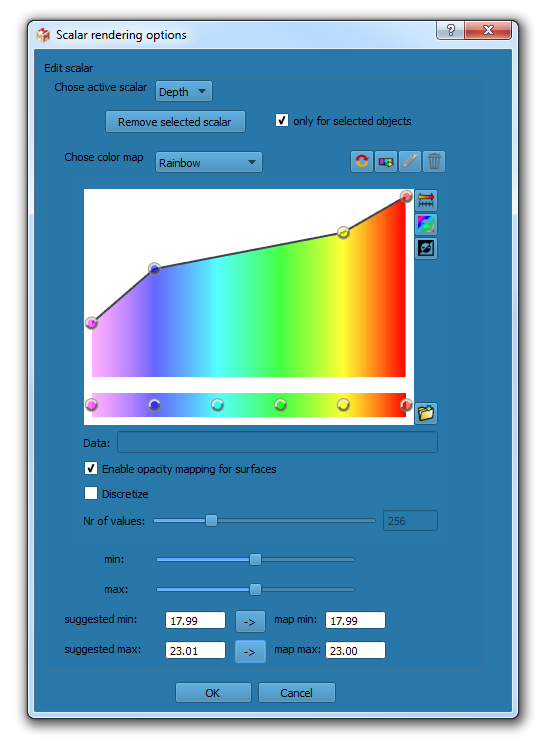 Scalar rendering options
?
Edit scalar
Chose active scalar Depth
Remove selected scalar only for selected objects
Chose color map Rainbow
Data:
Enable opacity mapping for surfaces
Discretize
Nr of values: 256
min:
max:
suggested min: 17.99 -> map min: 17.99
suggested max: 23.01 -> map max: 23.00
OK Cancel